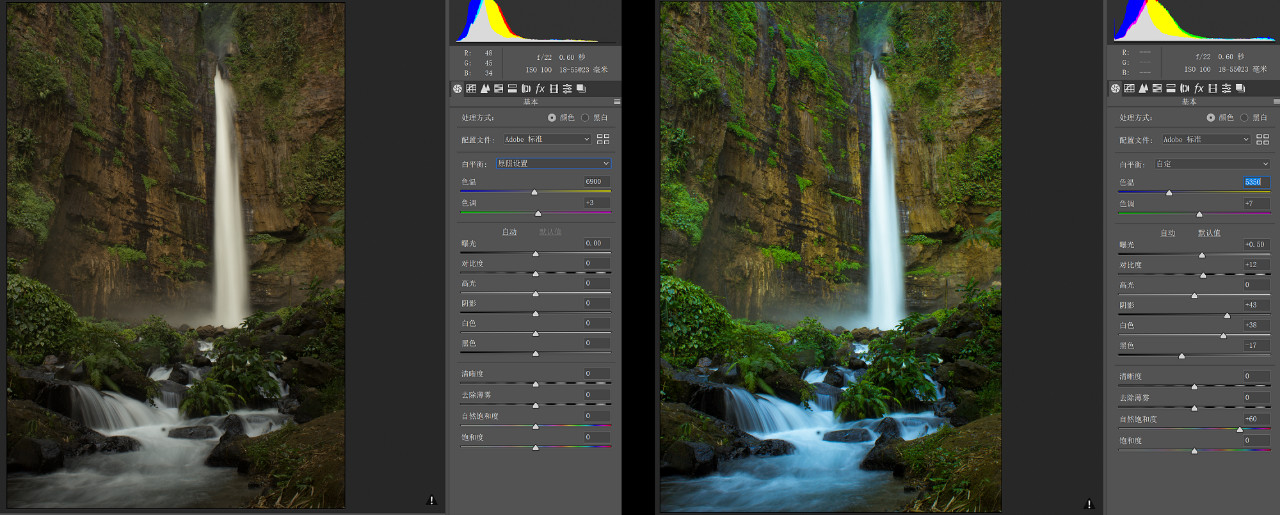 R: 48
G: 45
B: 34
f/22 0.60 秒
ISO 100 18-55@23 毫米
基本
处理方式:
颜色
黑白
配置文件: Adobe 标准
白平衡: 原照设置
色温 6900
色调 +3
自动 默认值
曝光 0.00
对比度 0
高光 0
阴影 0
白色 0
黑色 0
清晰度 0
去除薄雾 0
自然饱和度 0
饱和度 0
R: ---
G: ---
B: ---
f/22 0.60 秒
ISO 100 18-55@23 毫米
基本
处理方式:
颜色
黑白
配置文件: Adobe 标准
白平衡: 自定
色温 5350
色调 +7
自动 默认值
曝光 +0.50
对比度 +12
高光 0
阴影 +43
白色 +38
黑色 -17
清晰度 0
去除薄雾 0
自然饱和度 +60
饱和度 0